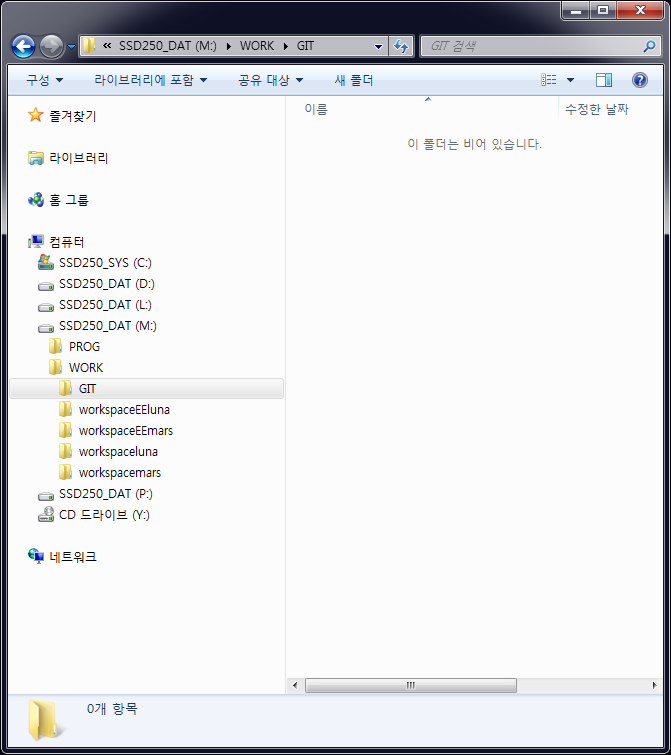 SSD250_DAT (M:) WORK GIT
GIT 검색
구성 라이브러리에 포함 공유 대상 새 폴더
이름 수정한 날짜
이 폴더는 비어 있습니다.
즐겨찾기
라이브러리
홈 그룹
컴퓨터
SSD250_SYS (C:)
SSD250_DAT (D:)
SSD250_DAT (L:)
SSD250_DAT (M:)
PROG
WORK
GIT
workspaceEEluna
workspaceEEmars
workspaceluna
workspacemars
SSD250_DAT (P:)
CD 드라이브 (Y:)
네트워크
0개 항목